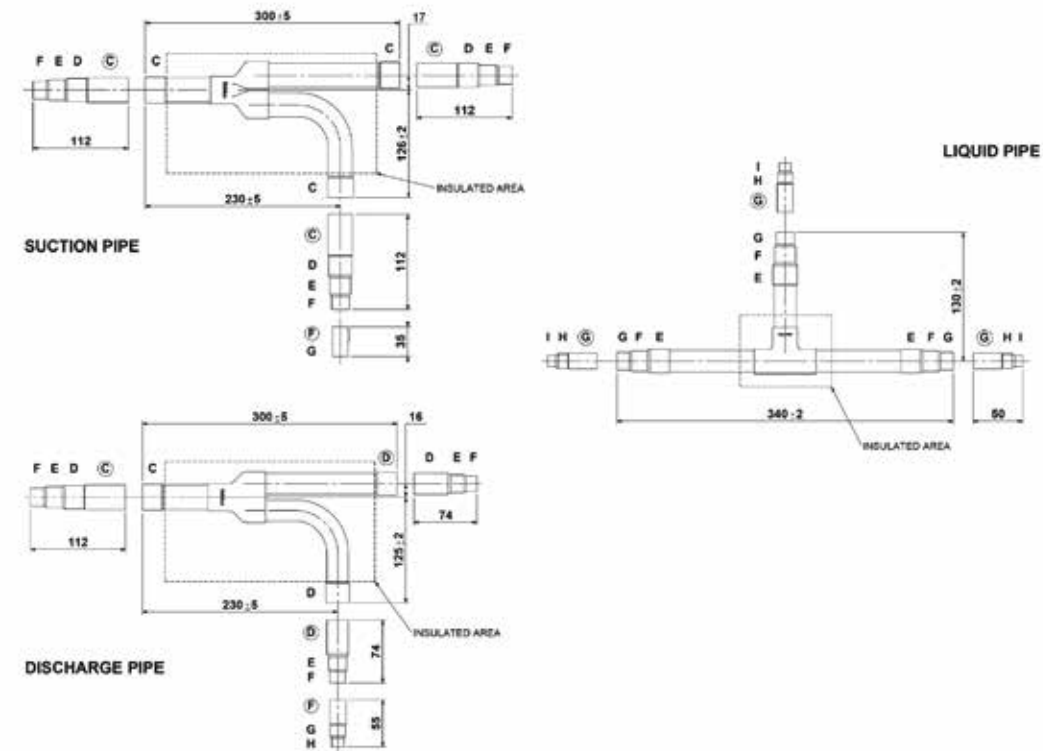 300±5
17
F E D Ⓒ
C
C
Ⓒ D E F
112
112
126±2
INSULATED AREA
C
230±5
SUCTION PIPE
Ⓒ
D
E
F
112
Ⓕ
G
35
LIQUID PIPE
I
H
Ⓖ
G
F
E
130±2
I H Ⓖ
G F E
E F G
Ⓖ H I
340±2
50
INSULATED AREA
300±5
16
F E D Ⓒ
C
Ⓓ
D E F
112
74
125±2
D
230±5
INSULATED AREA
DISCHARGE PIPE
Ⓓ
E
F
74
Ⓕ
G
H
55